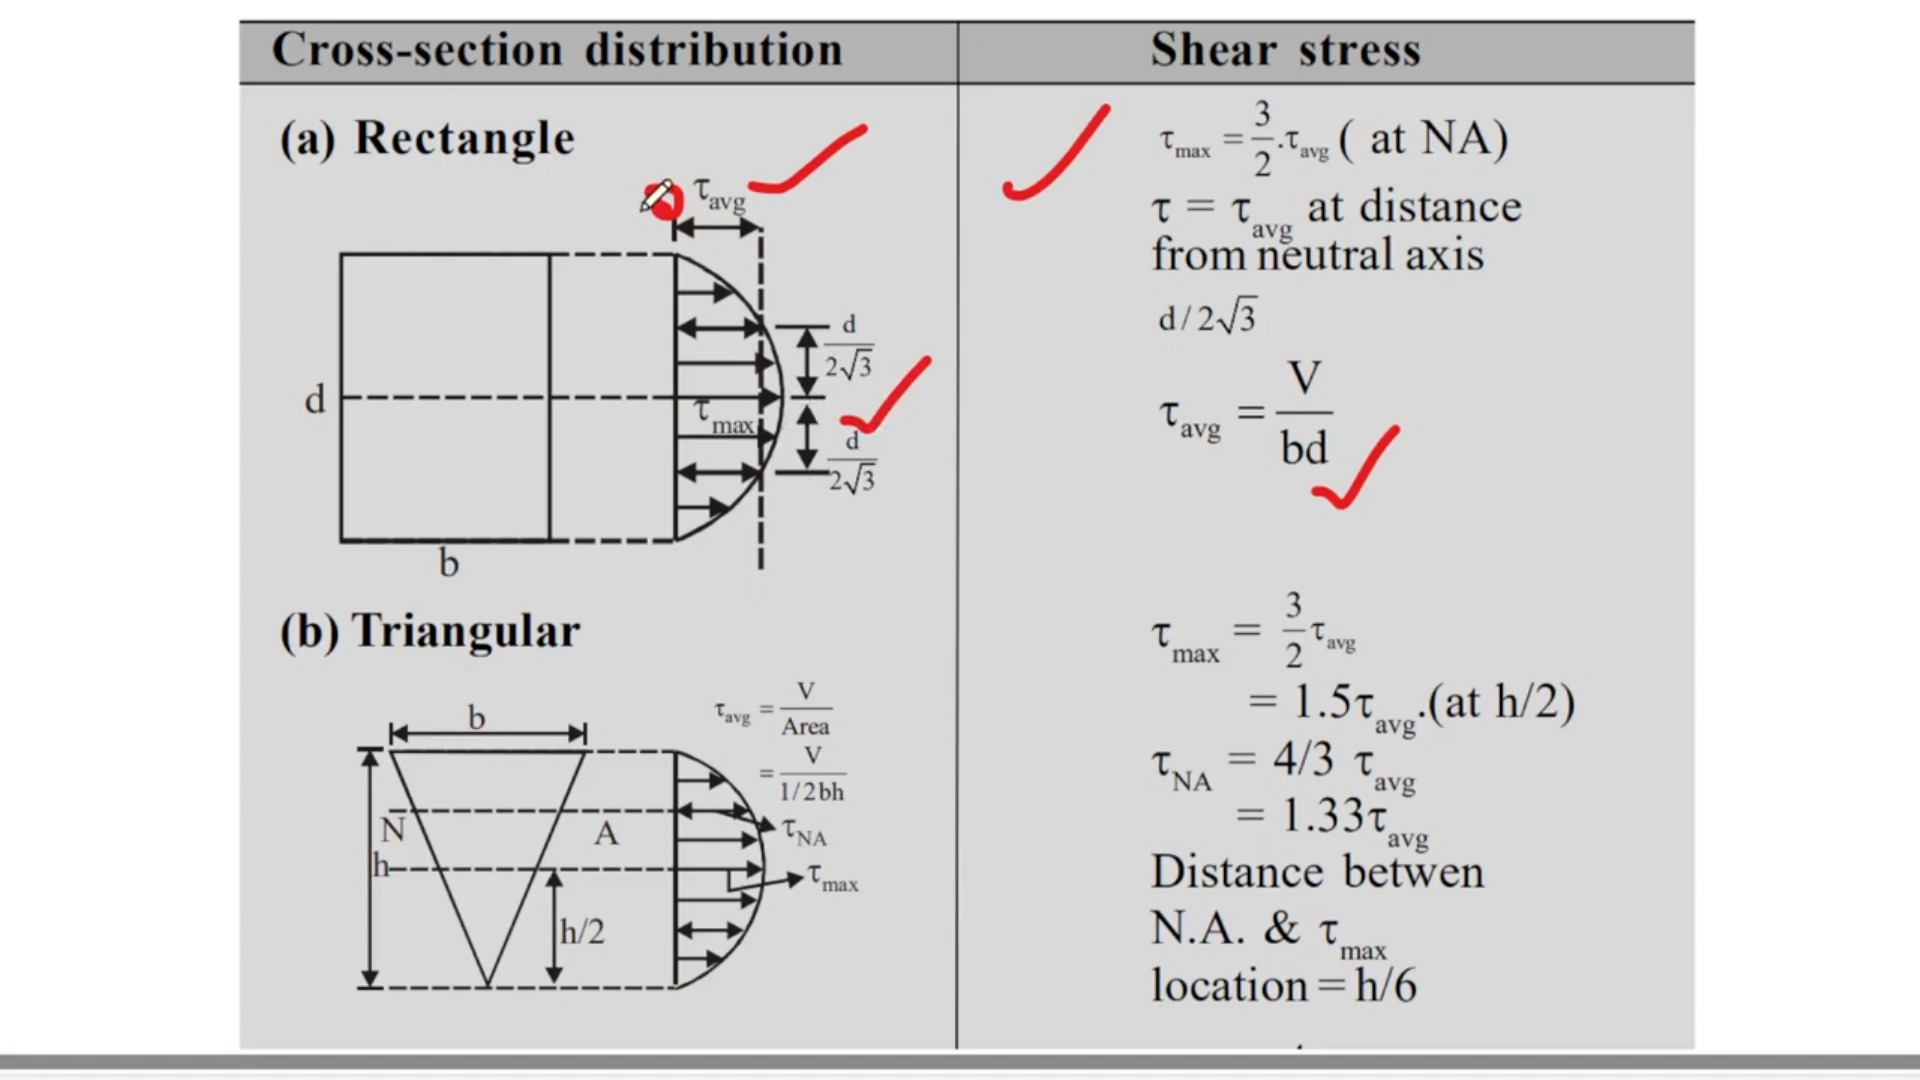 Cross-section distribution
Shear stress
(a) Rectangle
τavg
d
b
τmax
d/2√3
d/2√3
τmax = 3/2 .τavg ( at NA)
τ = τavg at distance
from neutral axis
d/2√3
τavg = V/bd
(b) Triangular
b
N
A
h
h/2
τavg = V/Area
= V/1/2bh
τNA
τmax
τmax = 3/2 τavg
= 1.5τavg.(at h/2)
τNA = 4/3 τavg
= 1.33τavg
Distance betwen
N.A. & τmax
location = h/6